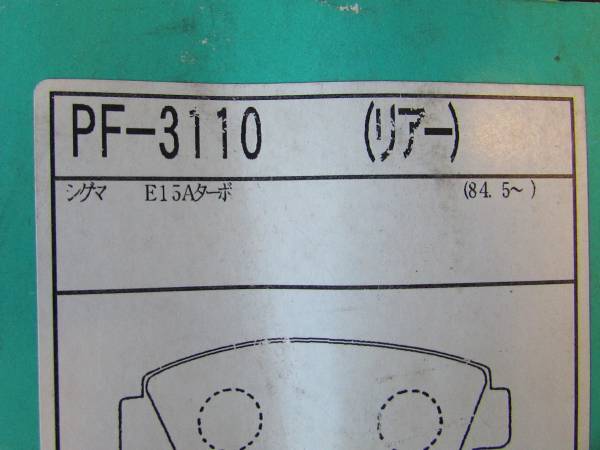 PF-3110 (リアー)
シグマ E15Aターボ (84. 5~ )